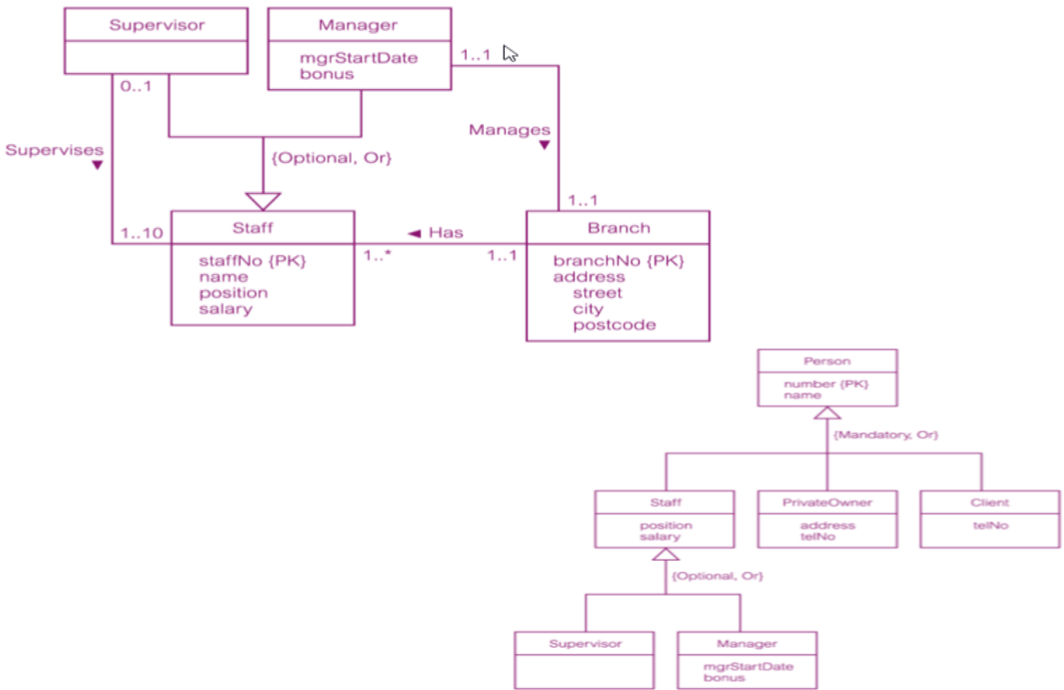 Supervisor
Manager
mgrStartDate
bonus
1..1
0..1
Manages
▼
Supervises
▼
{Optional, Or}
1..1
1..10
Staff
staffNo {PK}
name
position
salary
◄ Has
1..*
1..1
Branch
branchNo {PK}
address
street
city
postcode
Person
number {PK}
name
{Mandatory, Or}
Staff
position
salary
PrivateOwner
address
telNo
Client
telNo
{Optional, Or}
Supervisor
Manager
mgrStartDate
bonus